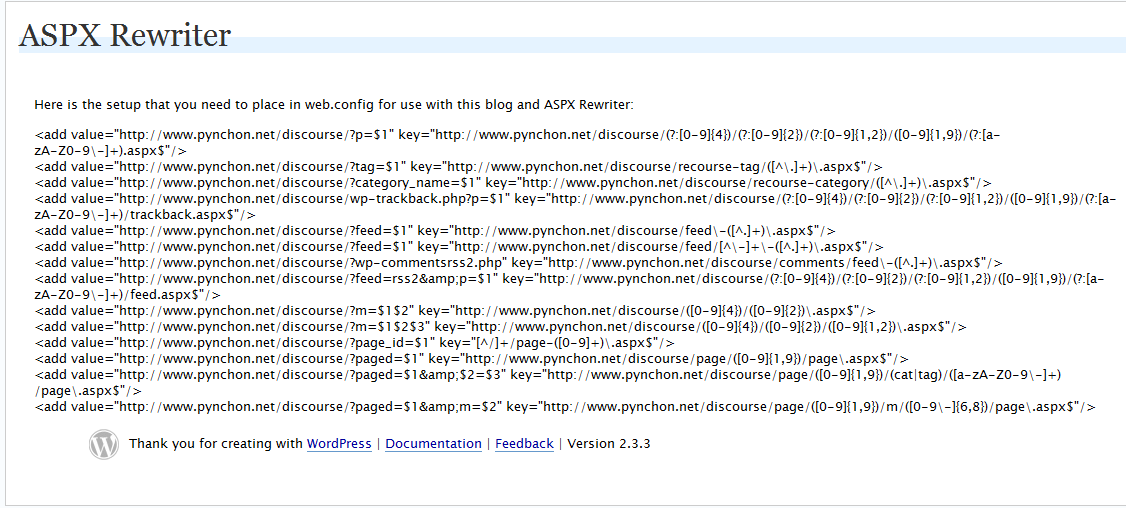 ASPX Rewriter
Here is the setup that you need to place in web.config for use with this blog and ASPX Rewriter:
<add value="http://www.pynchon.net/discourse/?p=$1" key="http://www.pynchon.net/discourse/(?:[0-9]{4})/(?:[0-9]{2})/(?:[0-9]{1,2})/([0-9]{1,9})/(?:[a-
zA-Z0-9\-]+).aspx$"/>
<add value="http://www.pynchon.net/discourse/?tag=$1" key="http://www.pynchon.net/discourse/recourse-tag/([^\.]+)\.aspx$"/>
<add value="http://www.pynchon.net/discourse/?category_name=$1" key="http://www.pynchon.net/discourse/recourse-category/([^\.]+)\.aspx$"/>
<add value="http://www.pynchon.net/discourse/wp-trackback.php?p=$1" key="http://www.pynchon.net/discourse/(?:[0-9]{4})/(?:[0-9]{2})/(?:[0-9]{1,2})/([0-9]{1,9})/(?:[a-
zA-Z0-9\-]+)/trackback.aspx$"/>
<add value="http://www.pynchon.net/discourse/?feed=$1" key="http://www.pynchon.net/discourse/feed\-([^.]+)\.aspx$"/>
<add value="http://www.pynchon.net/discourse/?feed=$1" key="http://www.pynchon.net/discourse/feed/[^\-]+\-([^.]+)\.aspx$"/>
<add value="http://www.pynchon.net/discourse/?wp-commentsrss2.php" key="http://www.pynchon.net/discourse/comments/feed\-([^.]+)\.aspx$"/>
<add value="http://www.pynchon.net/discourse/?feed=rss2&amp;p=$1" key="http://www.pynchon.net/discourse/(?:[0-9]{4})/(?:[0-9]{2})/(?:[0-9]{1,2})/([0-9]{1,9})/(?:[a-
zA-Z0-9\-]+)/feed.aspx$"/>
<add value="http://www.pynchon.net/discourse/?m=$1$2" key="http://www.pynchon.net/discourse/([0-9]{4})/([0-9]{2})\.aspx$"/>
<add value="http://www.pynchon.net/discourse/?m=$1$2$3" key="http://www.pynchon.net/discourse/([0-9]{4})/([0-9]{2})/([0-9]{1,2})\.aspx$"/>
<add value="http://www.pynchon.net/discourse/?page_id=$1" key="[^/]+/page-([0-9]+)\.aspx$"/>
<add value="http://www.pynchon.net/discourse/?paged=$1" key="http://www.pynchon.net/discourse/page/([0-9]{1,9})/page\.aspx$"/>
<add value="http://www.pynchon.net/discourse/?paged=$1&amp;$2=$3" key="http://www.pynchon.net/discourse/page/([0-9]{1,9})/(cat|tag)/([a-zA-Z0-9\-]+)
/page\.aspx$"/>
<add value="http://www.pynchon.net/discourse/?paged=$1&amp;m=$2" key="http://www.pynchon.net/discourse/page/([0-9]{1,9})/m/([0-9\-]{6,8})/page\.aspx$"/>
Thank you for creating with WordPress | Documentation | Feedback | Version 2.3.3